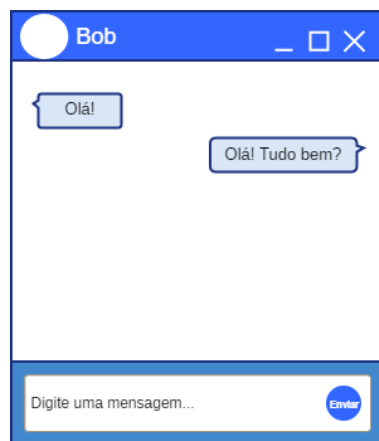 Bob
Olá!
Olá! Tudo bem?
Digite uma mensagem...
Enviar